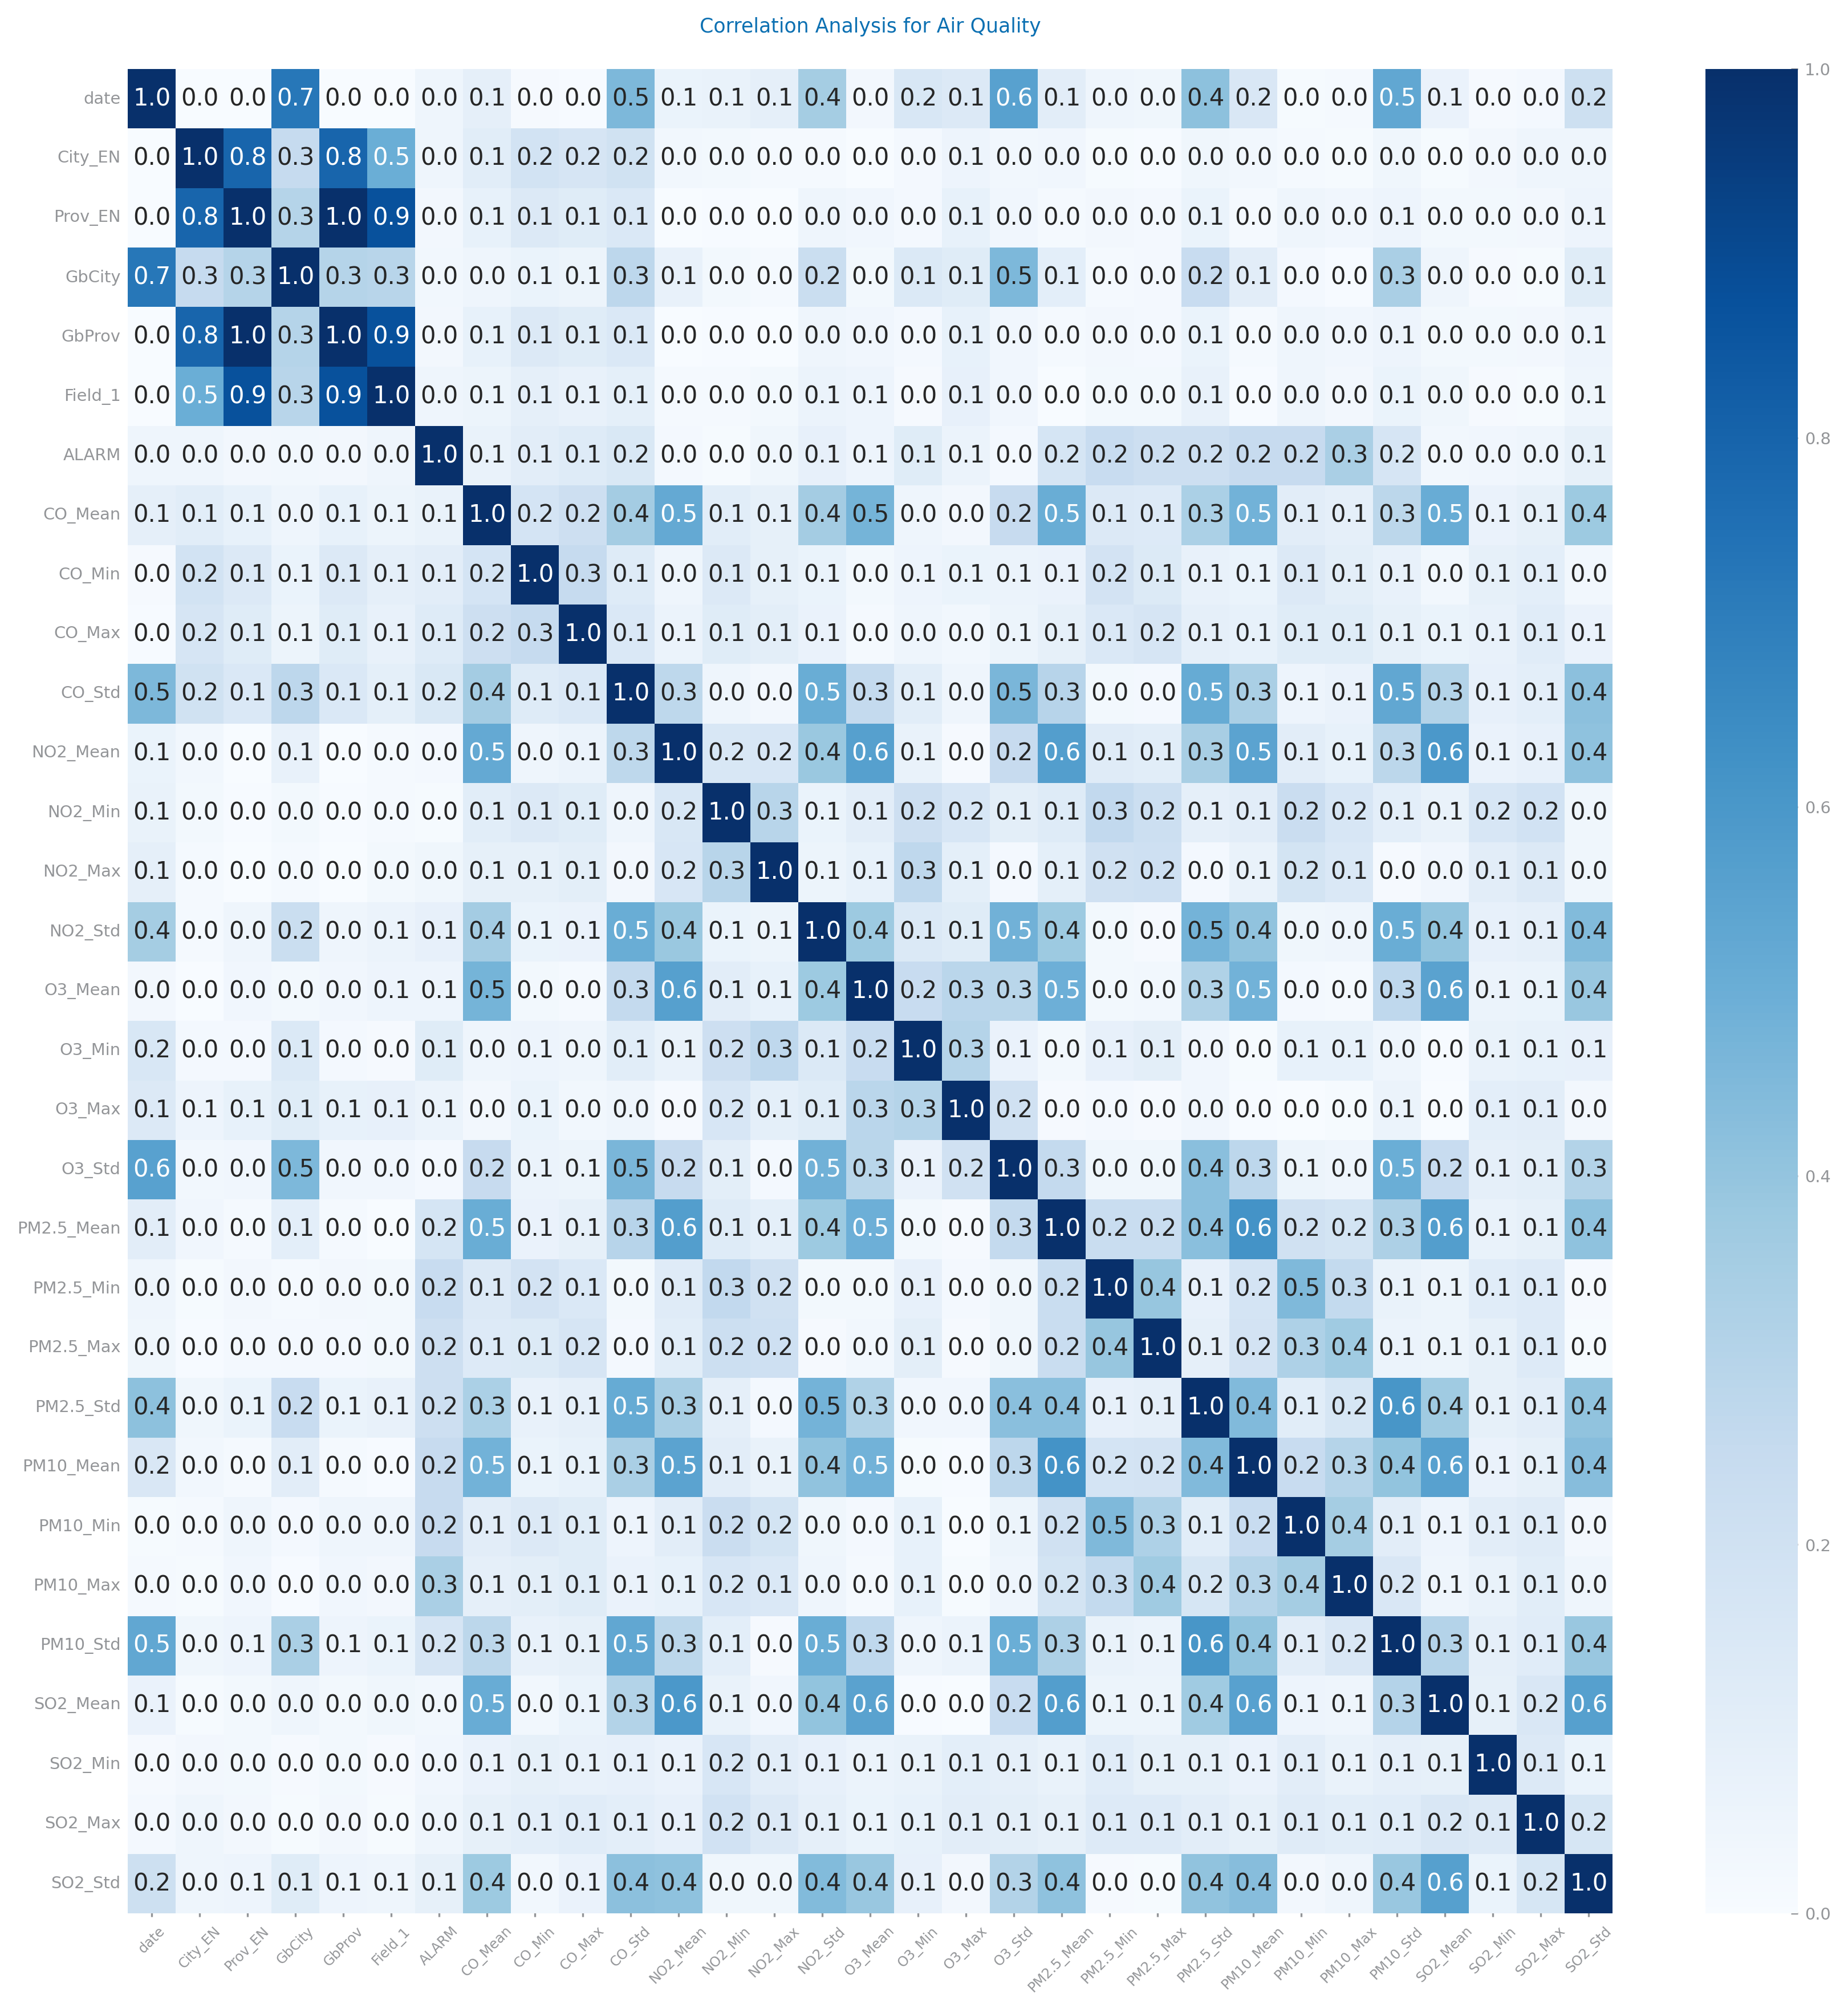 Correlation Analysis for Air Quality
date 1.0 0.0 0.0 0.7 0.0 0.0 0.0 0.1 0.0 0.0 0.5 0.1 0.1 0.1 0.4 0.0 0.2 0.1 0.6 0.1 0.0 0.0 0.4 0.2 0.0 0.0 0.5 0.1 0.0 0.0 0.2 1.0
City_EN 0.0 1.0 0.8 0.3 0.8 0.5 0.0 0.1 0.2 0.2 0.2 0.0 0.0 0.0 0.0 0.0 0.0 0.1 0.0 0.0 0.0 0.0 0.0 0.0 0.0 0.0 0.0 0.0 0.0 0.0 0.0
Prov_EN 0.0 0.8 1.0 0.3 1.0 0.9 0.0 0.1 0.1 0.1 0.1 0.0 0.0 0.0 0.0 0.0 0.0 0.1 0.0 0.0 0.0 0.0 0.1 0.0 0.0 0.0 0.1 0.0 0.0 0.0 0.1
GbCity 0.7 0.3 0.3 1.0 0.3 0.3 0.0 0.0 0.1 0.1 0.3 0.1 0.0 0.0 0.2 0.0 0.1 0.1 0.5 0.1 0.0 0.0 0.2 0.1 0.0 0.0 0.3 0.0 0.0 0.0 0.1
GbProv 0.0 0.8 1.0 0.3 1.0 0.9 0.0 0.1 0.1 0.1 0.1 0.0 0.0 0.0 0.0 0.0 0.0 0.1 0.0 0.0 0.0 0.0 0.1 0.0 0.0 0.0 0.1 0.0 0.0 0.0 0.1
Field_1 0.0 0.5 0.9 0.3 0.9 1.0 0.0 0.1 0.1 0.1 0.1 0.0 0.0 0.0 0.1 0.1 0.0 0.1 0.0 0.0 0.0 0.0 0.1 0.0 0.0 0.0 0.1 0.0 0.0 0.0 0.1
ALARM 0.0 0.0 0.0 0.0 0.0 0.0 1.0 0.1 0.1 0.1 0.2 0.0 0.0 0.0 0.1 0.1 0.1 0.1 0.0 0.2 0.2 0.2 0.2 0.2 0.2 0.3 0.2 0.0 0.0 0.0 0.1 0.8
CO_Mean 0.1 0.1 0.1 0.0 0.1 0.1 0.1 1.0 0.2 0.2 0.4 0.5 0.1 0.1 0.4 0.5 0.0 0.0 0.2 0.5 0.1 0.1 0.3 0.5 0.1 0.1 0.3 0.5 0.1 0.1 0.4
CO_Min 0.0 0.2 0.1 0.1 0.1 0.1 0.1 0.2 1.0 0.3 0.1 0.0 0.1 0.1 0.1 0.0 0.1 0.1 0.1 0.1 0.2 0.1 0.1 0.1 0.1 0.1 0.1 0.0 0.1 0.1 0.0
CO_Max 0.0 0.2 0.1 0.1 0.1 0.1 0.1 0.2 0.3 1.0 0.1 0.1 0.1 0.1 0.1 0.0 0.0 0.0 0.1 0.1 0.1 0.2 0.1 0.1 0.1 0.1 0.1 0.1 0.1 0.1 0.1
CO_Std 0.5 0.2 0.1 0.3 0.1 0.1 0.2 0.4 0.1 0.1 1.0 0.3 0.0 0.0 0.5 0.3 0.1 0.0 0.5 0.3 0.0 0.0 0.5 0.3 0.1 0.1 0.5 0.3 0.1 0.1 0.4
NO2_Mean 0.1 0.0 0.0 0.1 0.0 0.0 0.0 0.5 0.0 0.1 0.3 1.0 0.2 0.2 0.4 0.6 0.1 0.0 0.2 0.6 0.1 0.1 0.3 0.5 0.1 0.1 0.3 0.6 0.1 0.1 0.4
NO2_Min 0.1 0.0 0.0 0.0 0.0 0.0 0.0 0.1 0.1 0.1 0.0 0.2 1.0 0.3 0.1 0.1 0.2 0.2 0.1 0.1 0.3 0.2 0.1 0.1 0.2 0.2 0.1 0.1 0.2 0.2 0.0 0.6
NO2_Max 0.1 0.0 0.0 0.0 0.0 0.0 0.0 0.1 0.1 0.1 0.0 0.2 0.3 1.0 0.1 0.1 0.3 0.1 0.0 0.1 0.2 0.2 0.0 0.1 0.2 0.1 0.0 0.0 0.1 0.1 0.0
NO2_Std 0.4 0.0 0.0 0.2 0.0 0.1 0.1 0.4 0.1 0.1 0.5 0.4 0.1 0.1 1.0 0.4 0.1 0.1 0.5 0.4 0.0 0.0 0.5 0.4 0.0 0.0 0.5 0.4 0.1 0.1 0.4
O3_Mean 0.0 0.0 0.0 0.0 0.0 0.1 0.1 0.5 0.0 0.0 0.3 0.6 0.1 0.1 0.4 1.0 0.2 0.3 0.3 0.5 0.0 0.0 0.3 0.5 0.0 0.0 0.3 0.6 0.1 0.1 0.4
O3_Min 0.2 0.0 0.0 0.1 0.0 0.0 0.1 0.0 0.1 0.0 0.1 0.1 0.2 0.3 0.1 0.2 1.0 0.3 0.1 0.0 0.1 0.1 0.0 0.0 0.1 0.1 0.0 0.0 0.1 0.1 0.1
O3_Max 0.1 0.1 0.1 0.1 0.1 0.1 0.1 0.0 0.1 0.0 0.0 0.0 0.2 0.1 0.1 0.3 0.3 1.0 0.2 0.0 0.0 0.0 0.0 0.0 0.0 0.0 0.1 0.0 0.1 0.1 0.0
O3_Std 0.6 0.0 0.0 0.5 0.0 0.0 0.0 0.2 0.1 0.1 0.5 0.2 0.1 0.0 0.5 0.3 0.1 0.2 1.0 0.3 0.0 0.0 0.4 0.3 0.1 0.0 0.5 0.2 0.1 0.1 0.3 0.4
PM2.5_Mean 0.1 0.0 0.0 0.1 0.0 0.0 0.2 0.5 0.1 0.1 0.3 0.6 0.1 0.1 0.4 0.5 0.0 0.0 0.3 1.0 0.2 0.2 0.4 0.6 0.2 0.2 0.3 0.6 0.1 0.1 0.4
PM2.5_Min 0.0 0.0 0.0 0.0 0.0 0.0 0.2 0.1 0.2 0.1 0.0 0.1 0.3 0.2 0.0 0.0 0.1 0.0 0.0 0.2 1.0 0.4 0.1 0.2 0.5 0.3 0.1 0.1 0.1 0.1 0.0
PM2.5_Max 0.0 0.0 0.0 0.0 0.0 0.0 0.2 0.1 0.1 0.2 0.0 0.1 0.2 0.2 0.0 0.0 0.1 0.0 0.0 0.2 0.4 1.0 0.1 0.2 0.3 0.4 0.1 0.1 0.1 0.1 0.0
PM2.5_Std 0.4 0.0 0.1 0.2 0.1 0.1 0.2 0.3 0.1 0.1 0.5 0.3 0.1 0.0 0.5 0.3 0.0 0.0 0.4 0.4 0.1 0.1 1.0 0.4 0.1 0.2 0.6 0.4 0.1 0.1 0.4
PM10_Mean 0.2 0.0 0.0 0.1 0.0 0.0 0.2 0.5 0.1 0.1 0.3 0.5 0.1 0.1 0.4 0.5 0.0 0.0 0.3 0.6 0.2 0.2 0.4 1.0 0.2 0.3 0.4 0.6 0.1 0.1 0.4
PM10_Min 0.0 0.0 0.0 0.0 0.0 0.0 0.2 0.1 0.1 0.1 0.1 0.1 0.2 0.2 0.0 0.0 0.1 0.0 0.1 0.2 0.5 0.3 0.1 0.2 1.0 0.4 0.1 0.1 0.1 0.1 0.0 0.2
PM10_Max 0.0 0.0 0.0 0.0 0.0 0.0 0.3 0.1 0.1 0.1 0.1 0.1 0.2 0.1 0.0 0.0 0.1 0.0 0.0 0.2 0.3 0.4 0.2 0.3 0.4 1.0 0.2 0.1 0.1 0.1 0.0
PM10_Std 0.5 0.0 0.1 0.3 0.1 0.1 0.2 0.3 0.1 0.1 0.5 0.3 0.1 0.0 0.5 0.3 0.0 0.1 0.5 0.3 0.1 0.1 0.6 0.4 0.1 0.2 1.0 0.3 0.1 0.1 0.4
SO2_Mean 0.1 0.0 0.0 0.0 0.0 0.0 0.0 0.5 0.0 0.1 0.3 0.6 0.1 0.0 0.4 0.6 0.0 0.0 0.2 0.6 0.1 0.1 0.4 0.6 0.1 0.1 0.3 1.0 0.1 0.2 0.6
SO2_Min 0.0 0.0 0.0 0.0 0.0 0.0 0.0 0.1 0.1 0.1 0.1 0.1 0.2 0.1 0.1 0.1 0.1 0.1 0.1 0.1 0.1 0.1 0.1 0.1 0.1 0.1 0.1 0.1 1.0 0.1 0.1
SO2_Max 0.0 0.0 0.0 0.0 0.0 0.0 0.0 0.1 0.1 0.1 0.1 0.1 0.2 0.1 0.1 0.1 0.1 0.1 0.1 0.1 0.1 0.1 0.1 0.1 0.1 0.1 0.1 0.2 0.1 1.0 0.2
SO2_Std 0.2 0.0 0.1 0.1 0.1 0.1 0.1 0.4 0.0 0.1 0.4 0.4 0.0 0.0 0.4 0.4 0.1 0.0 0.3 0.4 0.0 0.0 0.4 0.4 0.0 0.0 0.4 0.6 0.1 0.2 1.0 0.0
date City_EN Prov_EN GbCity GbProv Field_1 ALARM CO_Mean CO_Min CO_Max CO_Std NO2_Mean NO2_Min NO2_Max NO2_Std O3_Mean O3_Min O3_Max O3_Std PM2.5_Mean PM2.5_Min PM2.5_Max PM2.5_Std PM10_Mean PM10_Min PM10_Max PM10_Std SO2_Mean SO2_Min SO2_Max SO2_Std